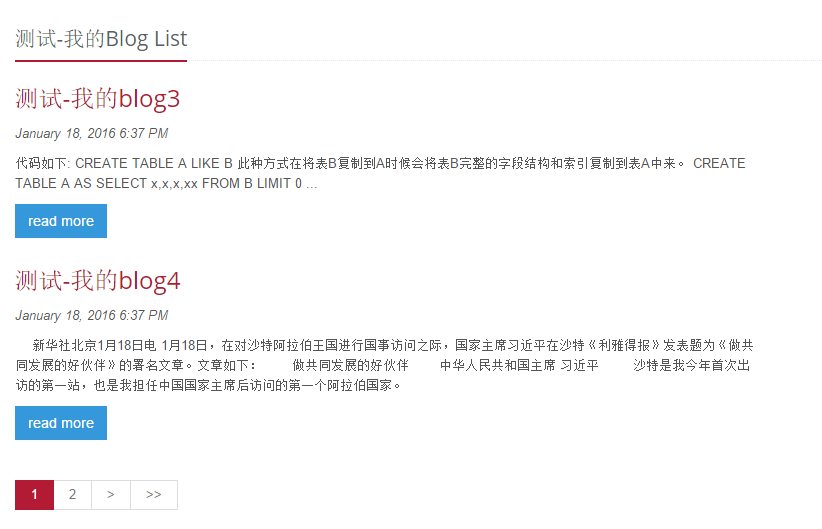 测试-我的Blog List
测试-我的blog3
January 18, 2016 6:37 PM
代码如下: CREATE TABLE A LIKE B 此种方式在将表B复制到A时候会将表B完整的字段结构和索引复制到表A中来。 CREATE
TABLE A AS SELECT x,x,x,xx FROM B LIMIT 0 ...
read more
测试-我的blog4
January 18, 2016 6:37 PM
新华社北京1月18日电 1月18日，在对沙特阿拉伯王国进行国事访问之际，国家主席习近平在沙特《利雅得报》发表题为《做共
同发展的好伙伴》的署名文章。文章如下： 做共同发展的好伙伴 中华人民共和国主席 习近平 沙特是我今年首次出
访的第一站，也是我担任中国国家主席后访问的第一个阿拉伯国家。
read more
1 2 > >>